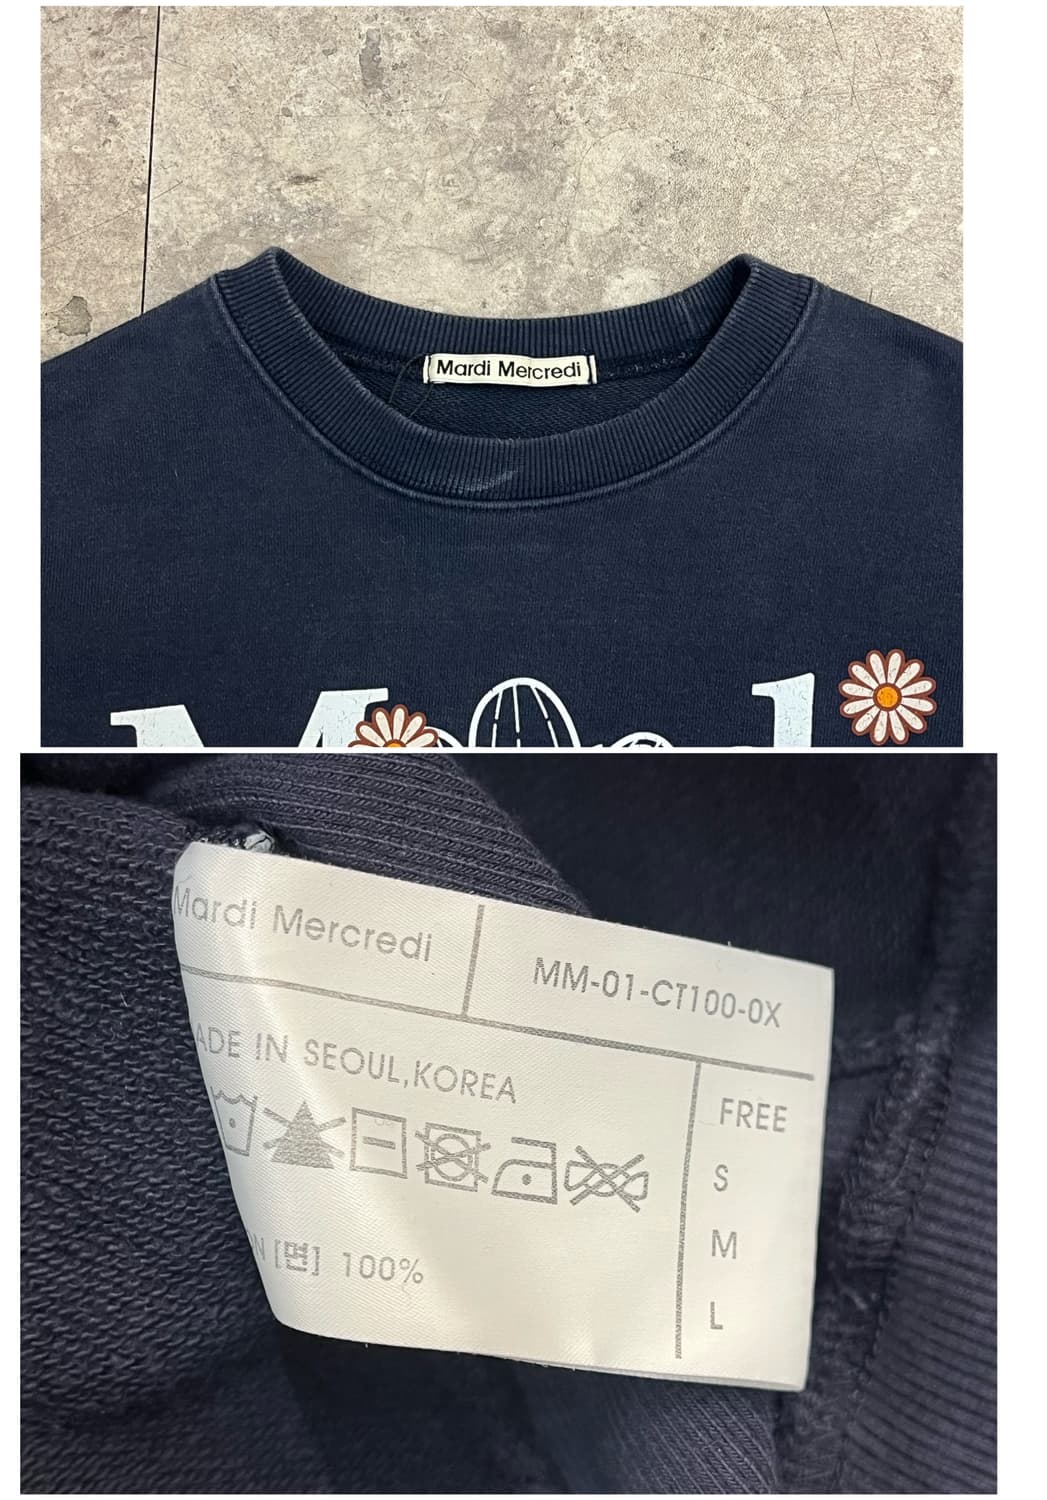 Mardi Mercredi
Mardi Mercredi
MM-01-CT100-0X
ADE IN SEOUL,KOREA
FREE
S
M
L
N [면] 100%